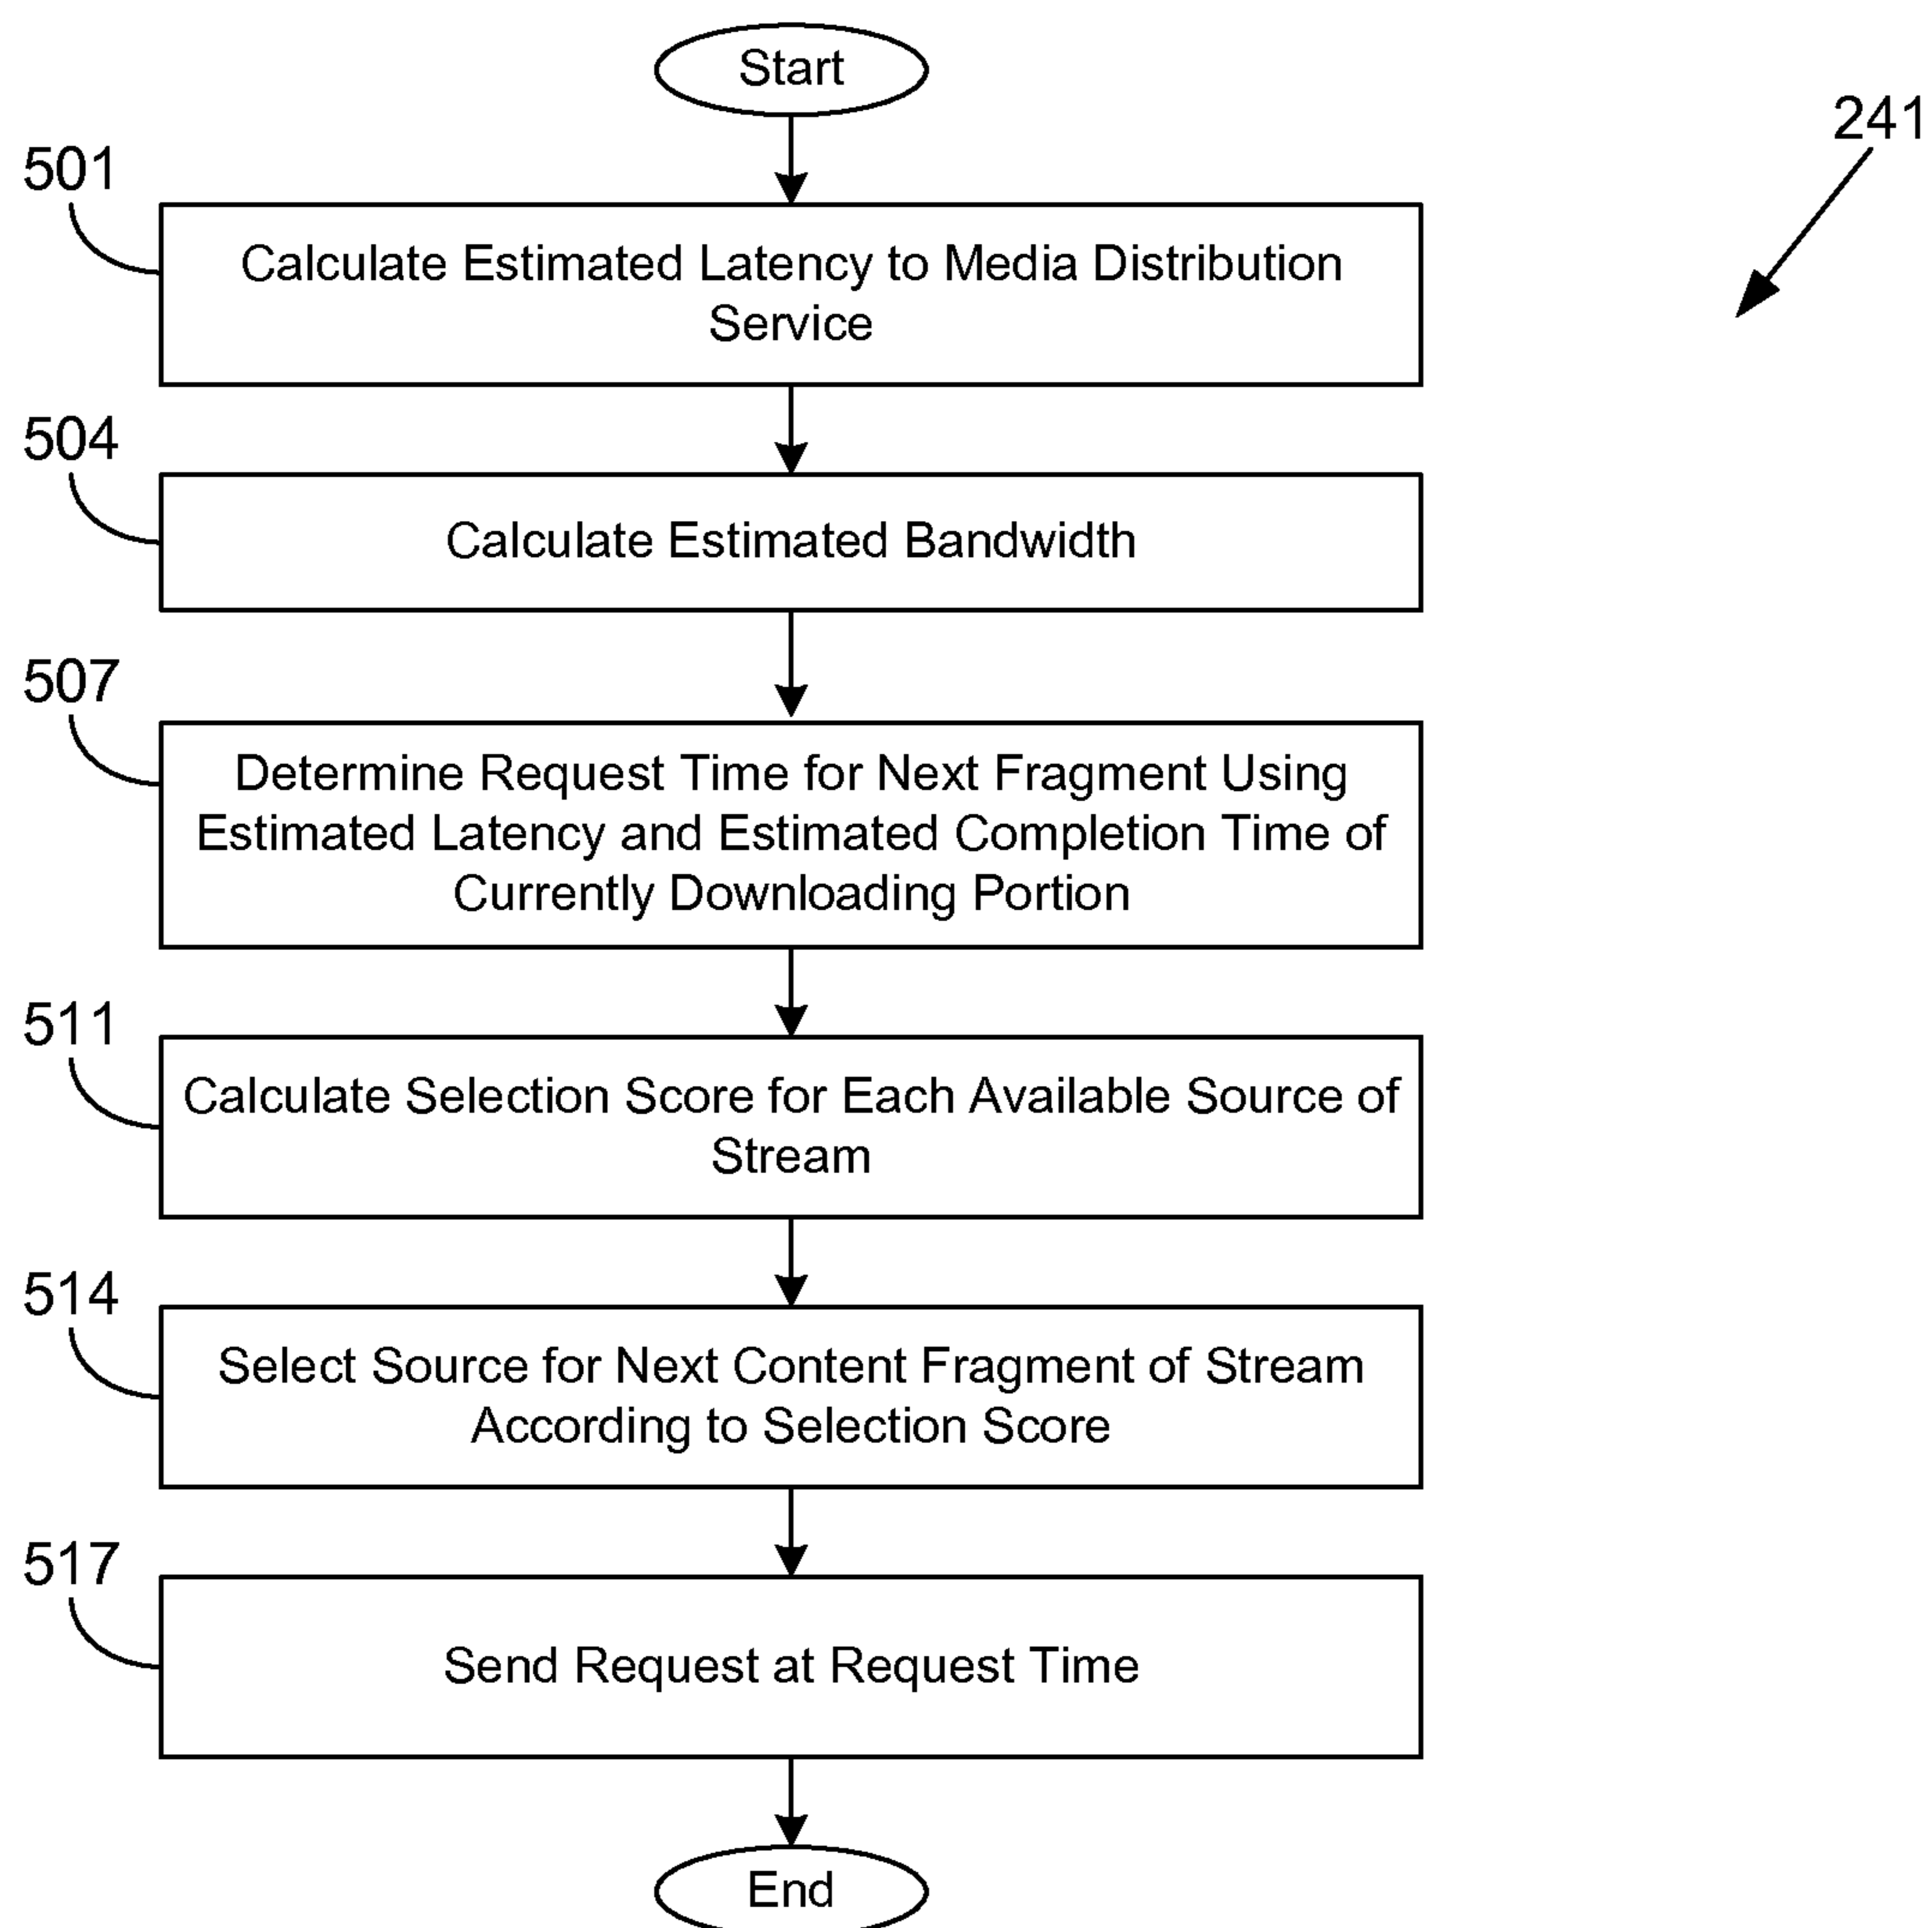 Start
241
501
Calculate Estimated Latency to Media Distribution
Service
504
Calculate Estimated Bandwidth
507
Determine Request Time for Next Fragment Using
Estimated Latency and Estimated Completion Time of
Currently Downloading Portion
511
Calculate Selection Score for Each Available Source of
Stream
514
Select Source for Next Content Fragment of Stream
According to Selection Score
517
Send Request at Request Time
End